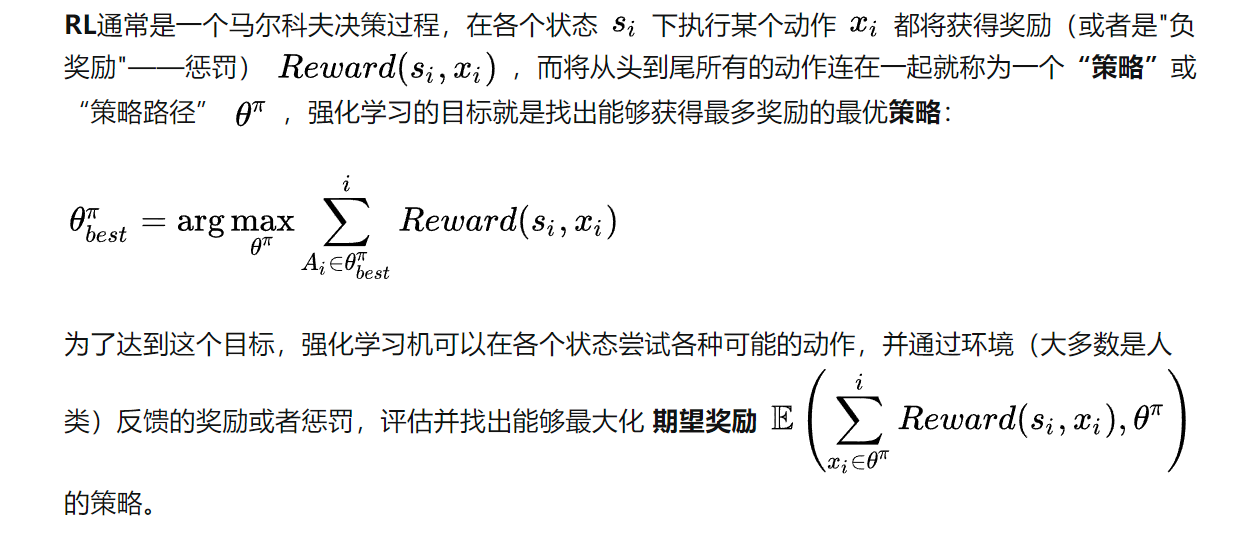 RL通常是一个马尔科夫决策过程，在各个状态 $s_i$ 下执行某个动作 $x_i$ 都将获得奖励（或者是"负
奖励"——惩罚） $Reward(s_i, x_i)$ ，而将从头到尾所有的动作连在一起就称为一个“策略”或
“策略路径” $\theta^\pi$ ，强化学习的目标就是找出能够获得最多奖励的最优策略：
$\theta^\pi_{best} = \arg\max_{\theta^\pi} \sum_{A_i \in \theta^\pi_{best}}^{i} Reward(s_i, x_i)$
为了达到这个目标，强化学习机可以在各个状态尝试各种可能的动作，并通过环境（大多数是人
类）反馈的奖励或者惩罚，评估并找出能够最大化 期望奖励 $\mathbb{E}\left(\sum_{x_i \in \theta^\pi}^{i} Reward(s_i, x_i), \theta^\pi\right)$
的策略。